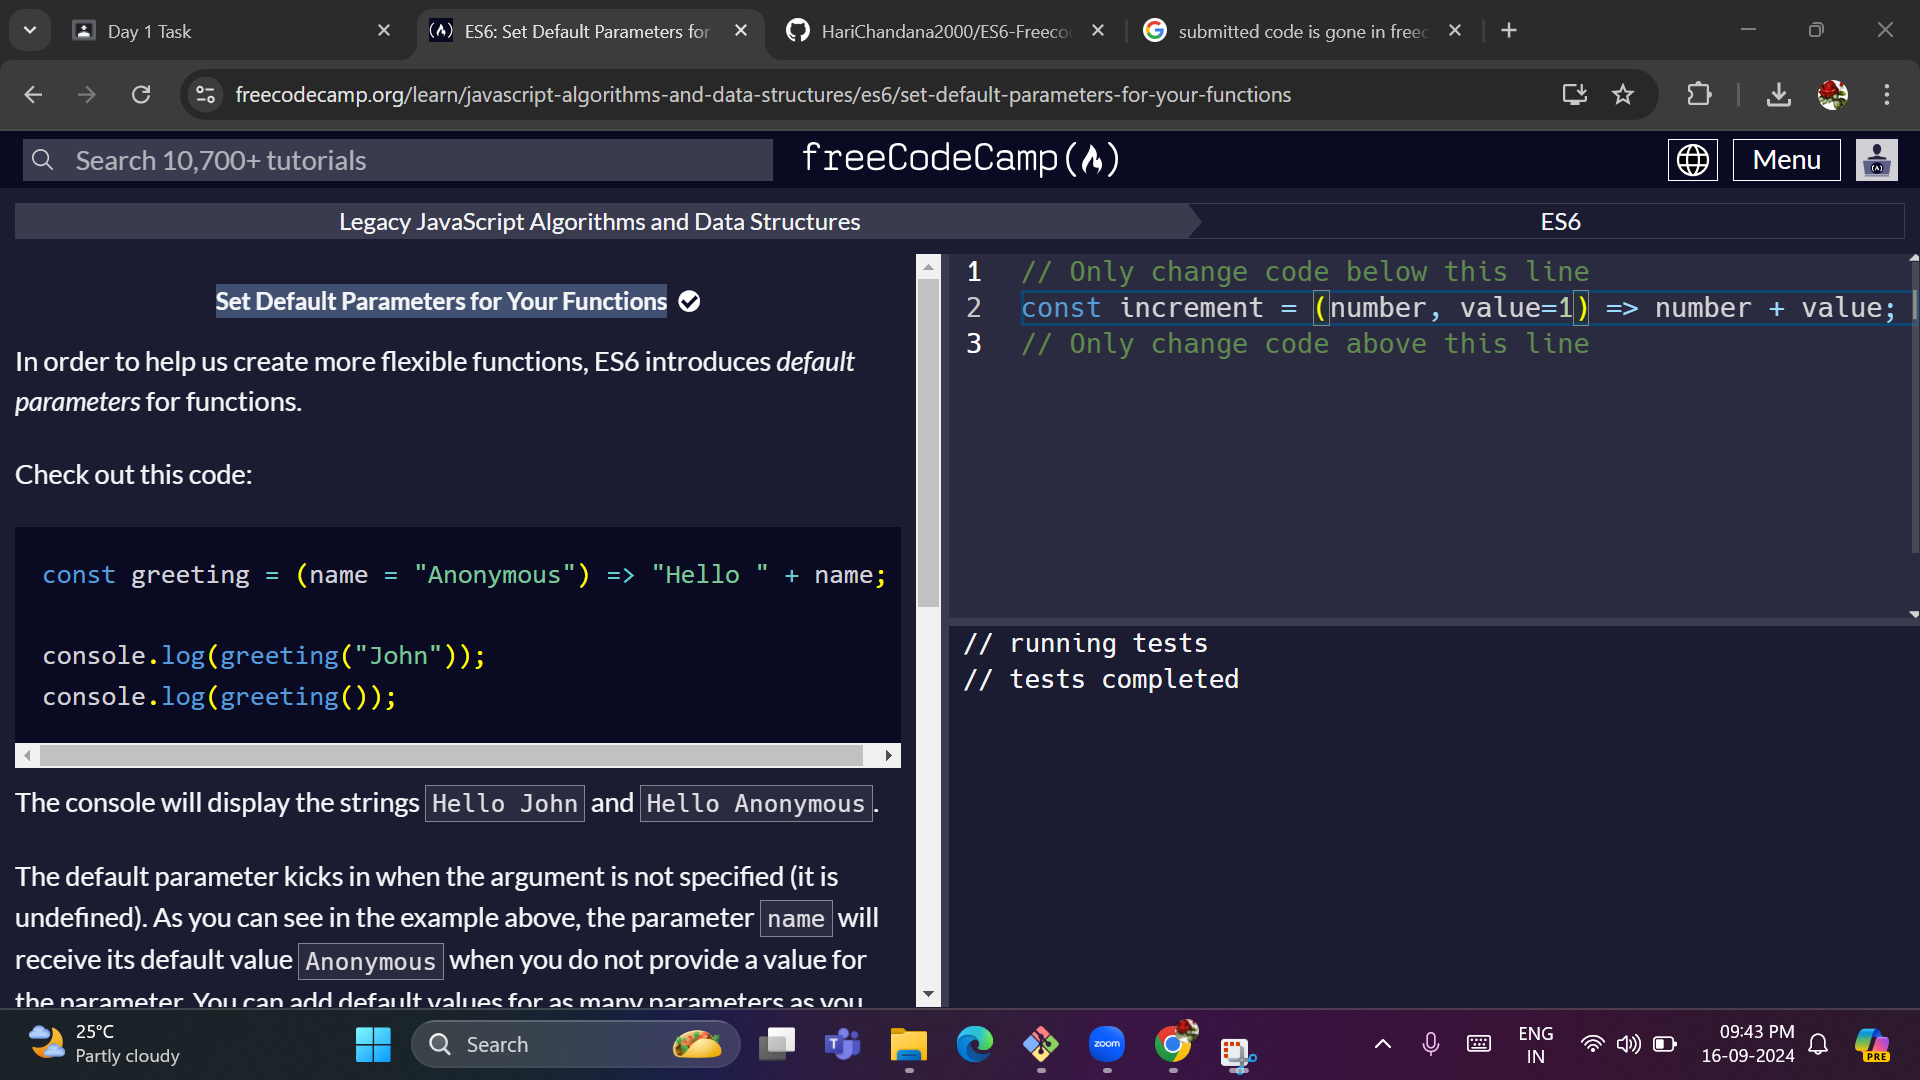 Day 1 Task
ES6: Set Default Parameters for
HariChandana2000/ES6-Freeco
submitted code is gone in free
freecodecamp.org/learn/javascript-algorithms-and-data-structures/es6/set-default-parameters-for-your-functions
Search 10,700+ tutorials
freeCodeCamp
Menu
Legacy JavaScript Algorithms and Data Structures
ES6
Set Default Parameters for Your Functions
In order to help us create more flexible functions, ES6 introduces default
parameters for functions.
Check out this code:
const greeting = (name = "Anonymous") => "Hello " + name;
console.log(greeting("John"));
console.log(greeting());
The console will display the strings Hello John and Hello Anonymous.
The default parameter kicks in when the argument is not specified (it is
undefined). As you can see in the example above, the parameter name will
receive its default value Anonymous when you do not provide a value for
the parameter. You can add default values for as many parameters as you
1 // Only change code below this line
2 const increment = (number, value=1) => number + value;
3 // Only change code above this line
// running tests
// tests completed
25°C
Partly cloudy
Search
zoom
ENG
IN
09:43 PM
16-09-2024
PRE